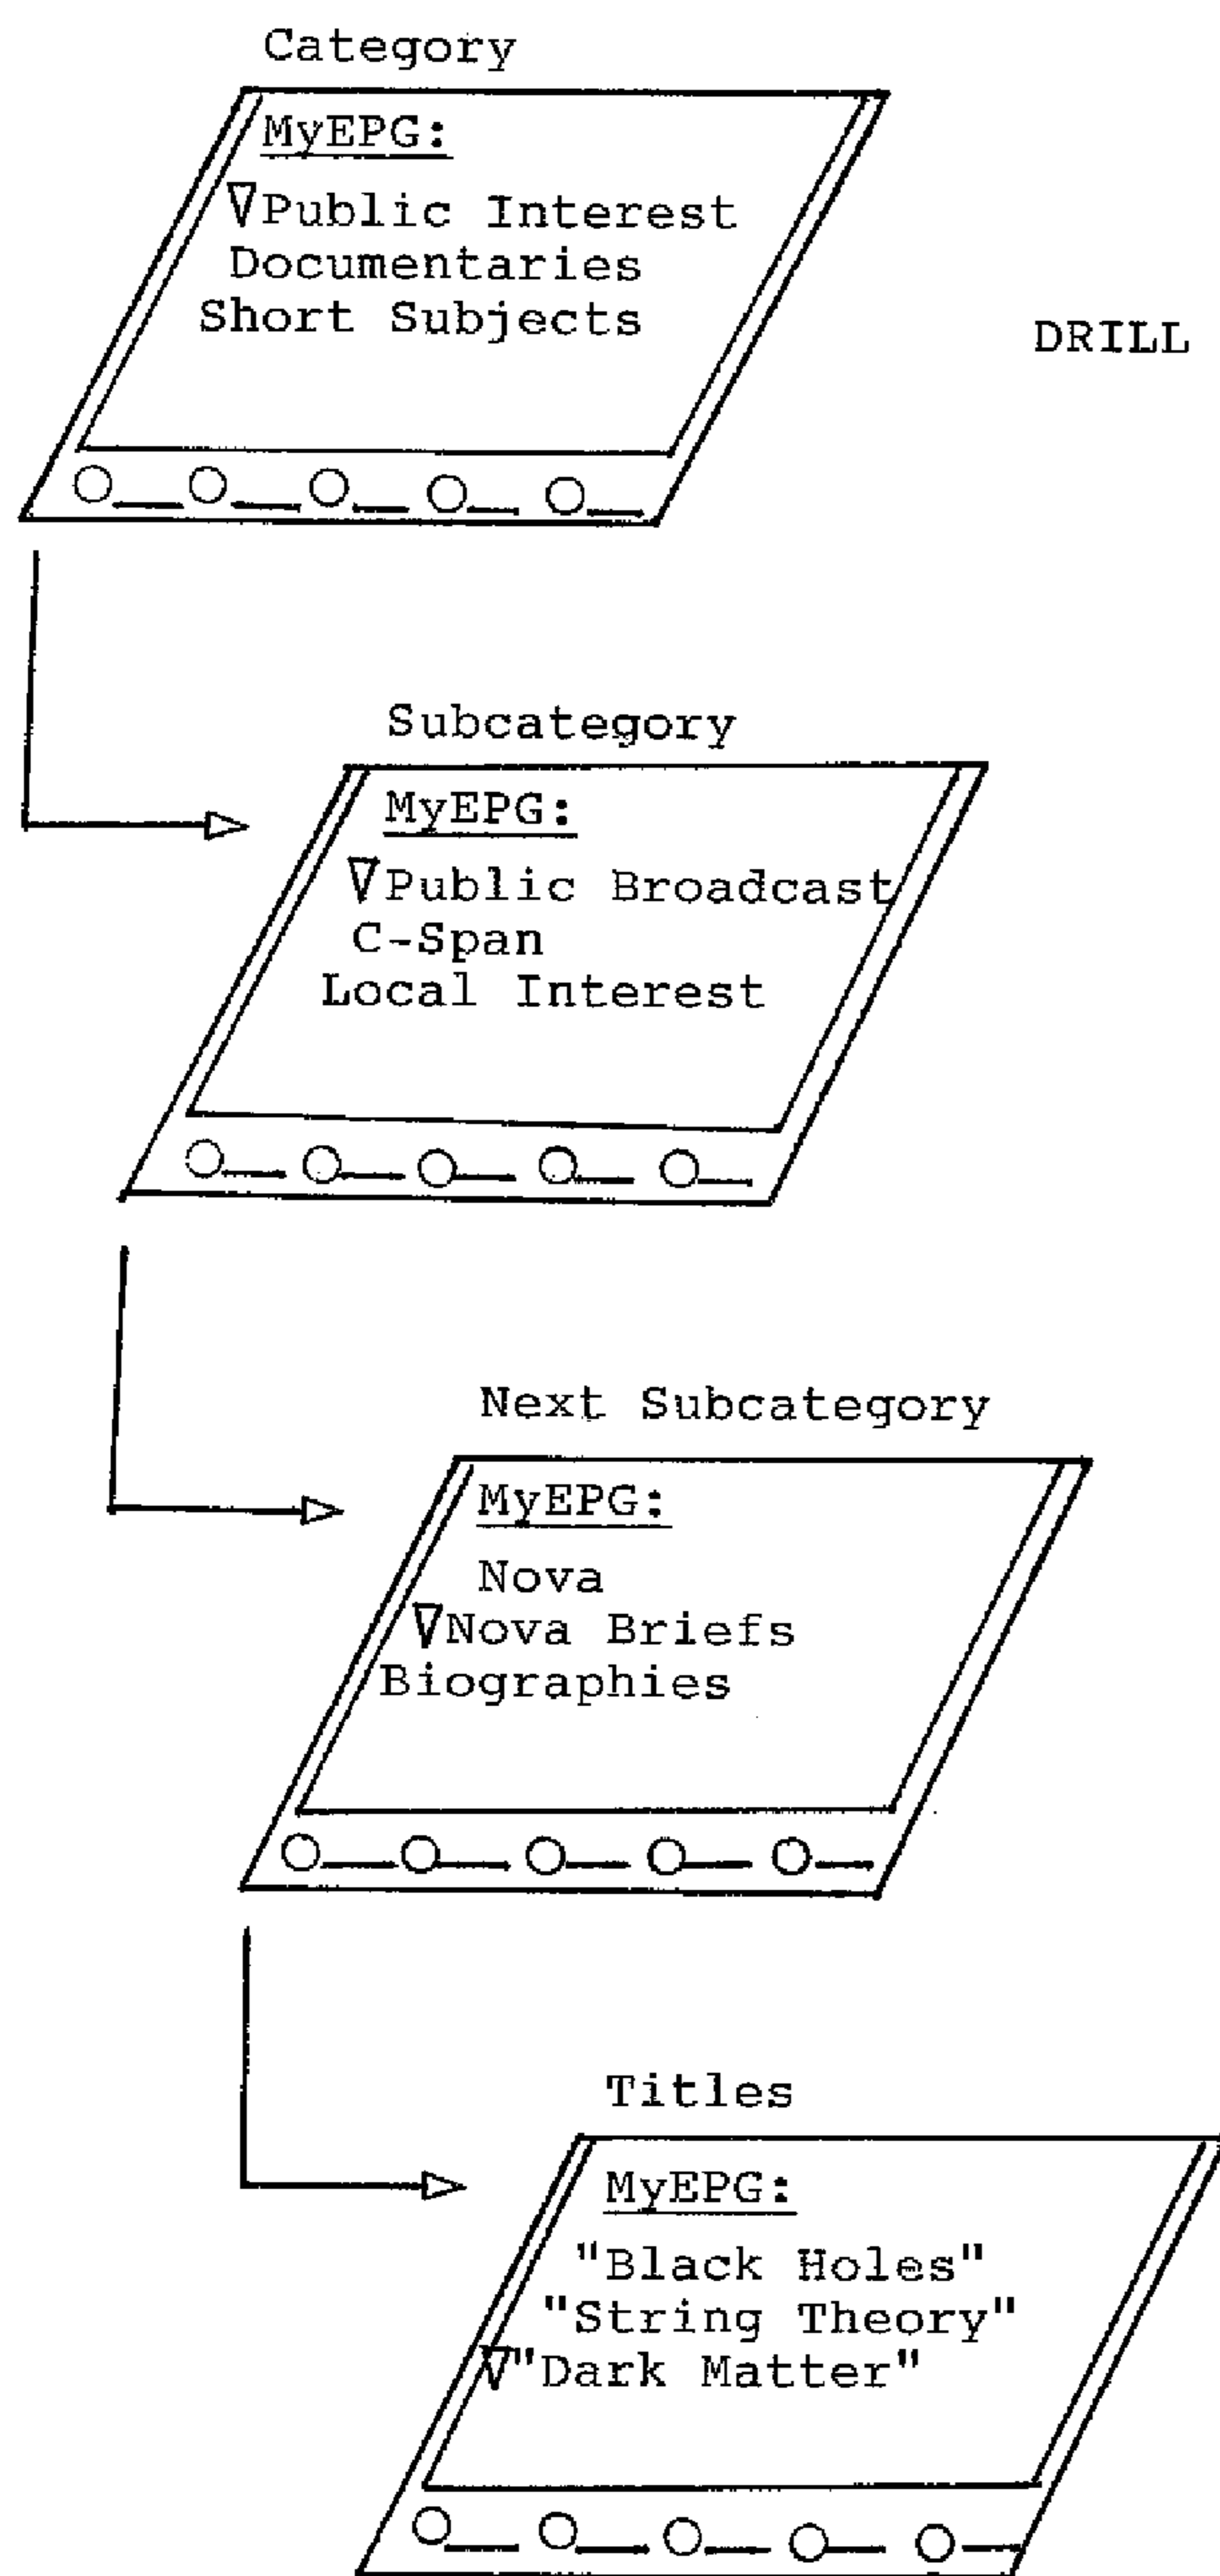 Category
MyEPG:
∇Public Interest
Documentaries
Short Subjects
DRILL
Subcategory
MyEPG:
∇Public Broadcast
C-Span
Local Interest
Next Subcategory
MyEPG:
Nova
∇Nova Briefs
Biographies
Titles
MyEPG:
"Black Holes"
"String Theory"
∇"Dark Matter"